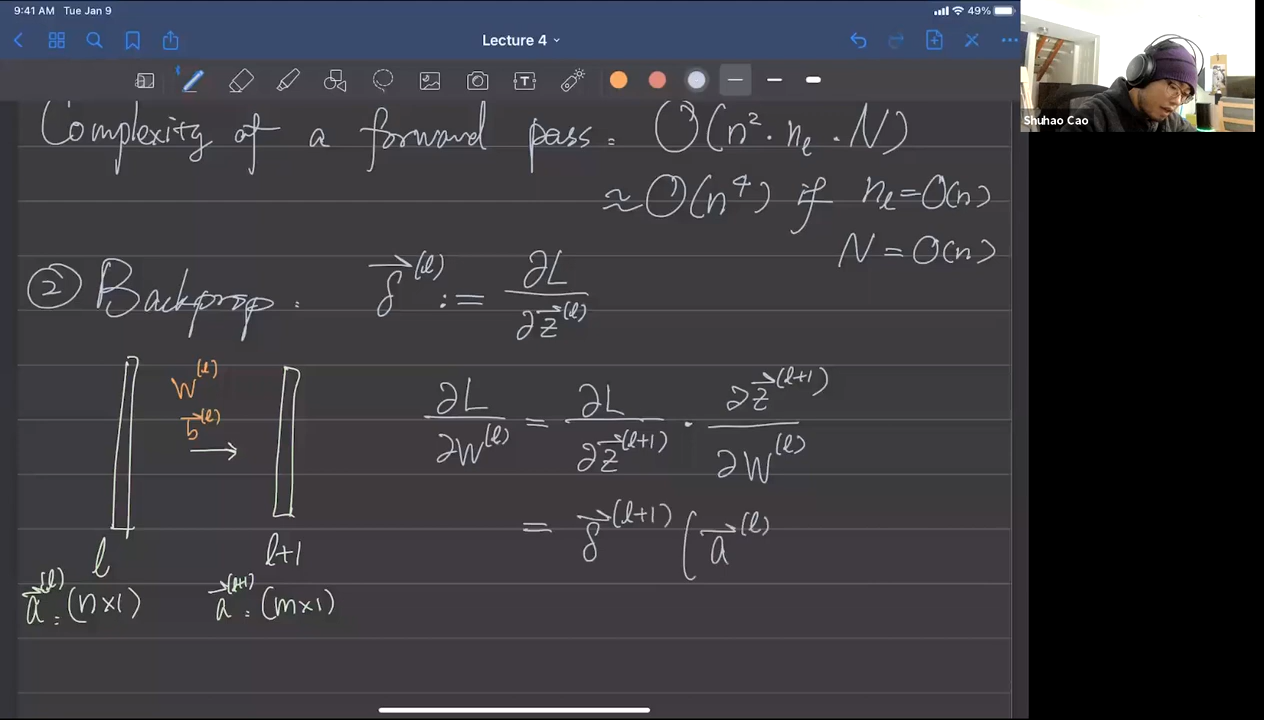 9:41 AM Tue Jan 9
49%
Lecture 4
Shuhao Cao
Complexity of a forward pass: O(n² · nₗ · N)
≈ O(n⁴) if nₗ = O(n)
N = O(n)
② Backprop: δ⃗^(l) := ∂L/∂z⃗^(l)
W^(l)
b⃗^(l)
→
∂L/∂W^(l) = ∂L/∂z⃗^(l+1) · ∂z⃗^(l+1)/∂W^(l)
= δ⃗^(l+1) (a⃗^(l)
l
l+1
a⃗^(l): (n×1)
a⃗^(l+1): (m×1)